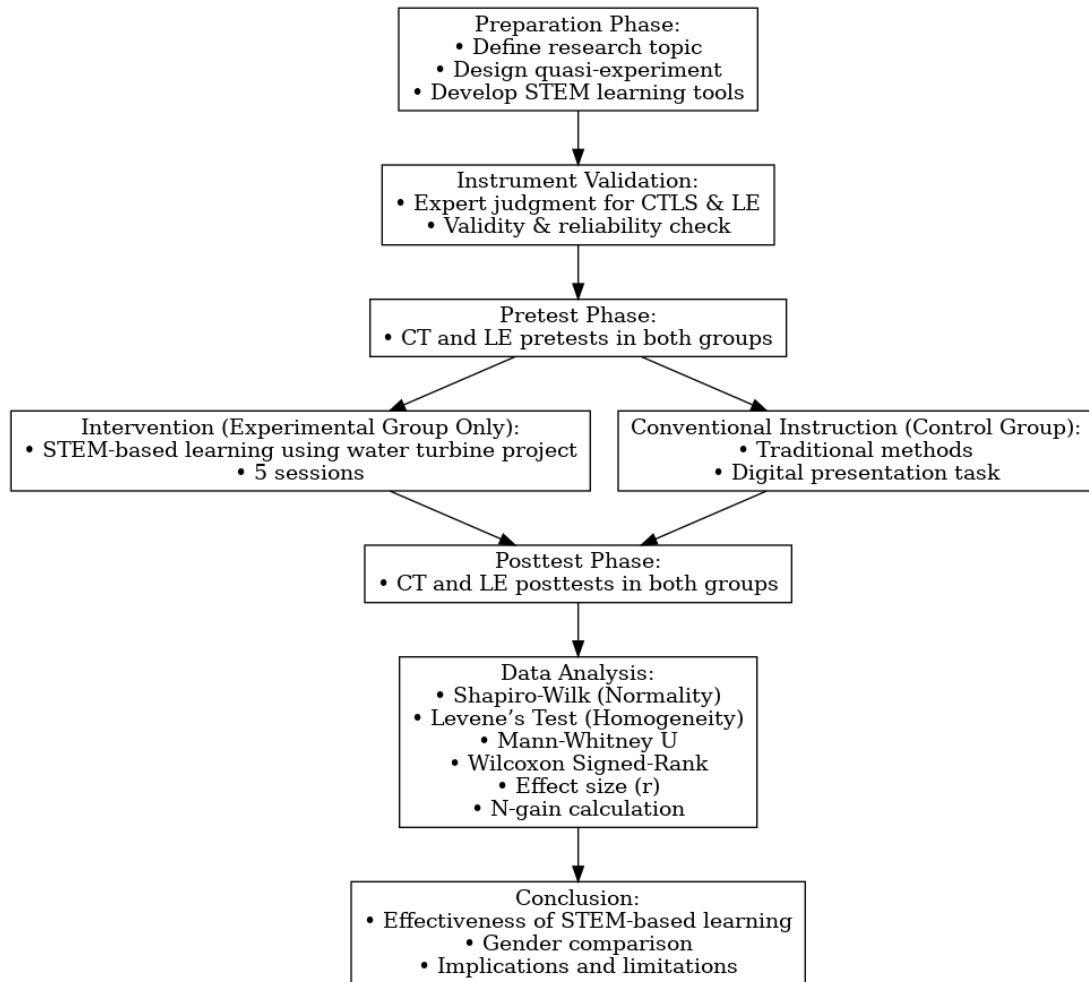 Preparation Phase:
• Define research topic
• Design quasi-experiment
• Develop STEM learning tools
Instrument Validation:
• Expert judgment for CTLS & LE
• Validity & reliability check
Pretest Phase:
• CT and LE pretests in both groups
Intervention (Experimental Group Only):
• STEM-based learning using water turbine project
• 5 sessions
Conventional Instruction (Control Group):
• Traditional methods
• Digital presentation task
Posttest Phase:
• CT and LE posttests in both groups
Data Analysis:
• Shapiro-Wilk (Normality)
• Levene’s Test (Homogeneity)
• Mann-Whitney U
• Wilcoxon Signed-Rank
• Effect size (r)
• N-gain calculation
Conclusion:
• Effectiveness of STEM-based learning
• Gender comparison
• Implications and limitations